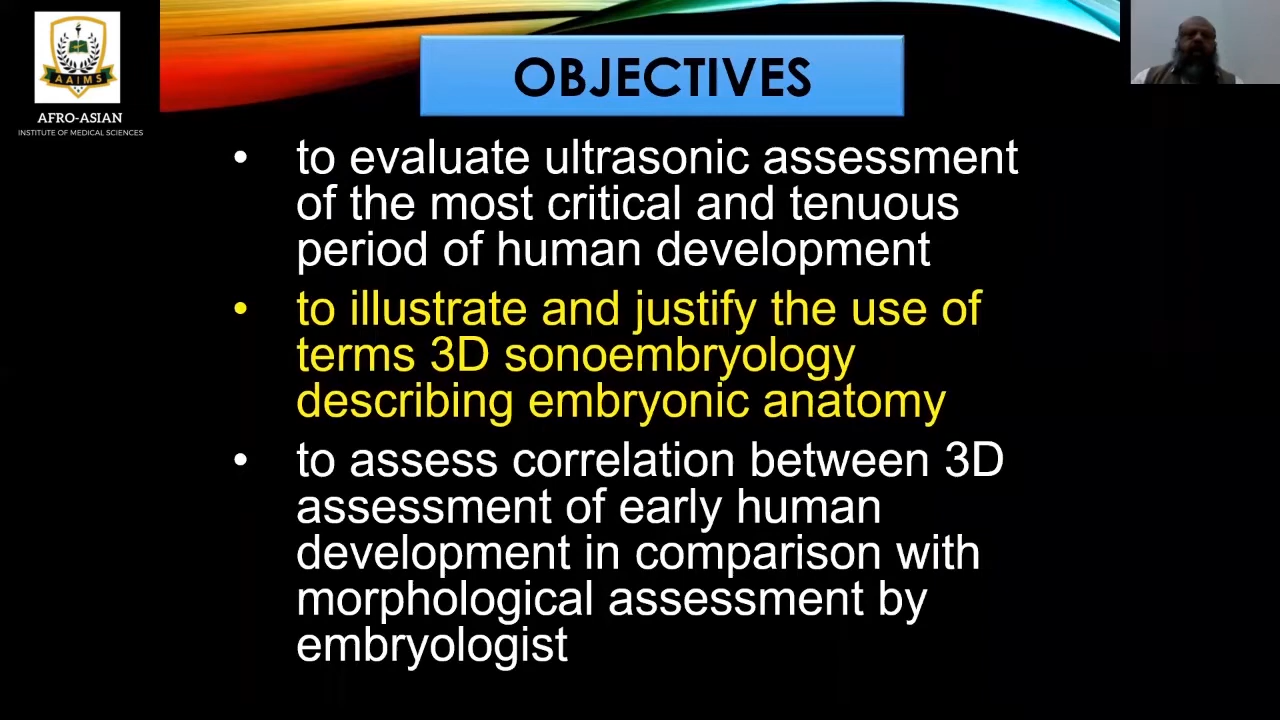 AAIMS
AFRO-ASIAN
INSTITUTE OF MEDICAL SCIENCES
OBJECTIVES
• to evaluate ultrasonic assessment
of the most critical and tenuous
period of human development
• to illustrate and justify the use of
terms 3D sonoembryology
describing embryonic anatomy
• to assess correlation between 3D
assessment of early human
development in comparison with
morphological assessment by
embryologist